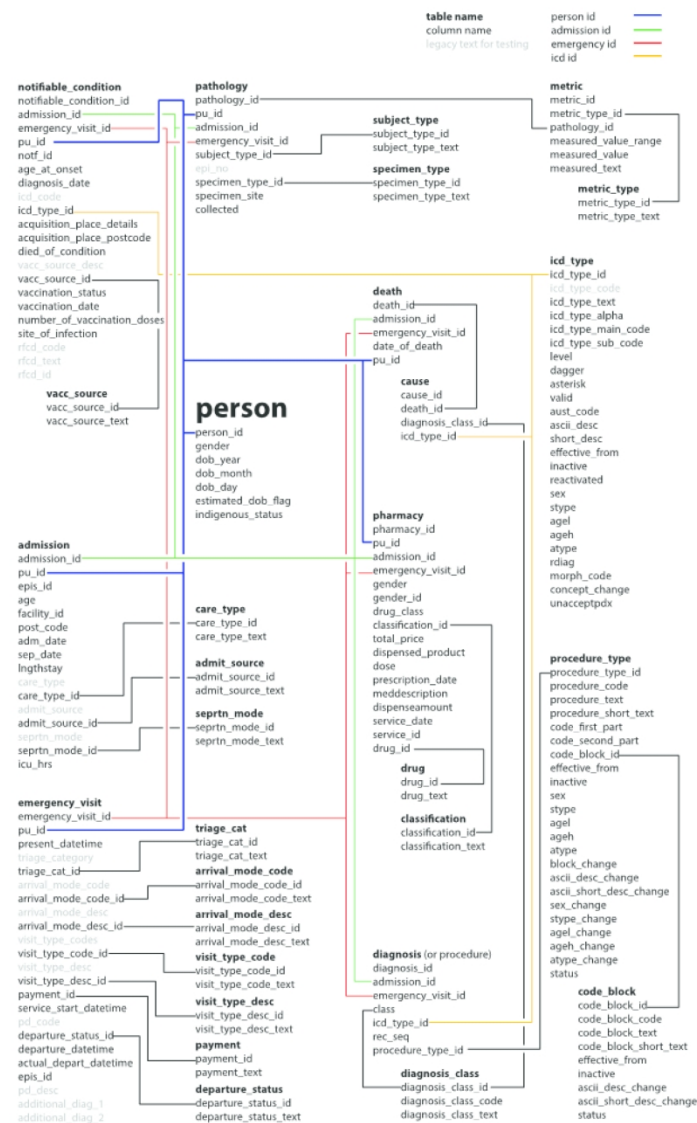 table name
column name
legacy text for testing
person id
admission id
emergency id
icd id
notifiable_condition
notifiable_condition_id
admission_id
emergency_visit_id
pu_id
notf_id
age_at_onset
diagnosis_date
icd_code
icd_type_id
acquisition_place_details
acquisition_place_postcode
died_of_condition
vacc_source_desc
vacc_source_id
vaccination_status
vaccination_date
number_of_vaccination_doses
site_of_infection
rfcd_code
rfcd_text
rfcd_id
vacc_source
vacc_source_id
vacc_source_text
pathology
pathology_id
pu_id
admission_id
emergency_visit_id
subject_type_id
epi_no
specimen_type_id
specimen_site
collected
subject_type
subject_type_id
subject_type_text
specimen_type
specimen_type_id
specimen_type_text
metric
metric_id
metric_type_id
pathology_id
measured_value_range
measured_value
measured_text
metric_type
metric_type_id
metric_type_text
death
death_id
admission_id
emergency_visit_id
date_of_death
pu_id
cause
cause_id
death_id
diagnosis_class_id
icd_type_id
icd_type
icd_type_id
icd_type_code
icd_type_text
icd_type_alpha
icd_type_main_code
icd_type_sub_code
level
dagger
asterisk
valid
aust_code
ascii_desc
short_desc
effective_from
inactive
reactivated
sex
stype
agel
ageh
atype
rdiag
morph_code
concept_change
unacceptpdx
person
person_id
gender
dob_year
dob_month
dob_day
estimated_dob_flag
indigenous_status
pharmacy
pharmacy_id
pu_id
admission_id
emergency_visit_id
gender
gender_id
drug_class
classification_id
total_price
dispensed_product
dose
prescription_date
meddescription
dispenseamount
service_date
service_id
drug_id
drug
drug_id
drug_text
classification
classification_id
classification_text
admission
admission_id
pu_id
epis_id
age
facility_id
post_code
adm_date
sep_date
lngthstay
care_type
care_type_id
admit_source
admit_source_id
seprtn_mode
seprtn_mode_id
icu_hrs
care_type
care_type_id
care_type_text
admit_source
admit_source_id
admit_source_text
seprtn_mode
seprtn_mode_id
seprtn_mode_text
procedure_type
procedure_type_id
procedure_code
procedure_text
procedure_short_text
code_first_part
code_second_part
code_block_id
effective_from
inactive
sex
stype
agel
ageh
atype
block_change
ascii_desc_change
ascii_short_desc_change
sex_change
stype_change
agel_change
ageh_change
atype_change
status
code_block
code_block_id
code_block_code
code_block_text
code_block_short_text
effective_from
inactive
ascii_desc_change
ascii_short_desc_change
status
emergency_visit
emergency_visit_id
pu_id
present_datetime
triage_category
triage_cat_id
arrival_mode_code
arrival_mode_code_id
arrival_mode_desc
arrival_mode_desc_id
visit_type_codes
visit_type_code_id
visit_type_desc
visit_type_desc_id
payment_id
service_start_datetime
pd_code
departure_status_id
departure_datetime
actual_depart_datetime
epis_id
pd_desc
additional_diag_1
additional_diag_2
triage_cat
triage_cat_id
triage_cat_text
arrival_mode_code
arrival_mode_code_id
arrival_mode_code_text
arrival_mode_desc
arrival_mode_desc_id
arrival_mode_desc_text
visit_type_code
visit_type_code_id
visit_type_code_text
visit_type_desc
visit_type_desc_id
visit_type_desc_text
payment
payment_id
payment_text
departure_status
departure_status_id
departure_status_text
diagnosis (or procedure)
diagnosis_id
admission_id
emergency_visit_id
class
icd_type_id
rec_seq
procedure_type_id
diagnosis_class
diagnosis_class_id
diagnosis_class_code
diagnosis_class_text